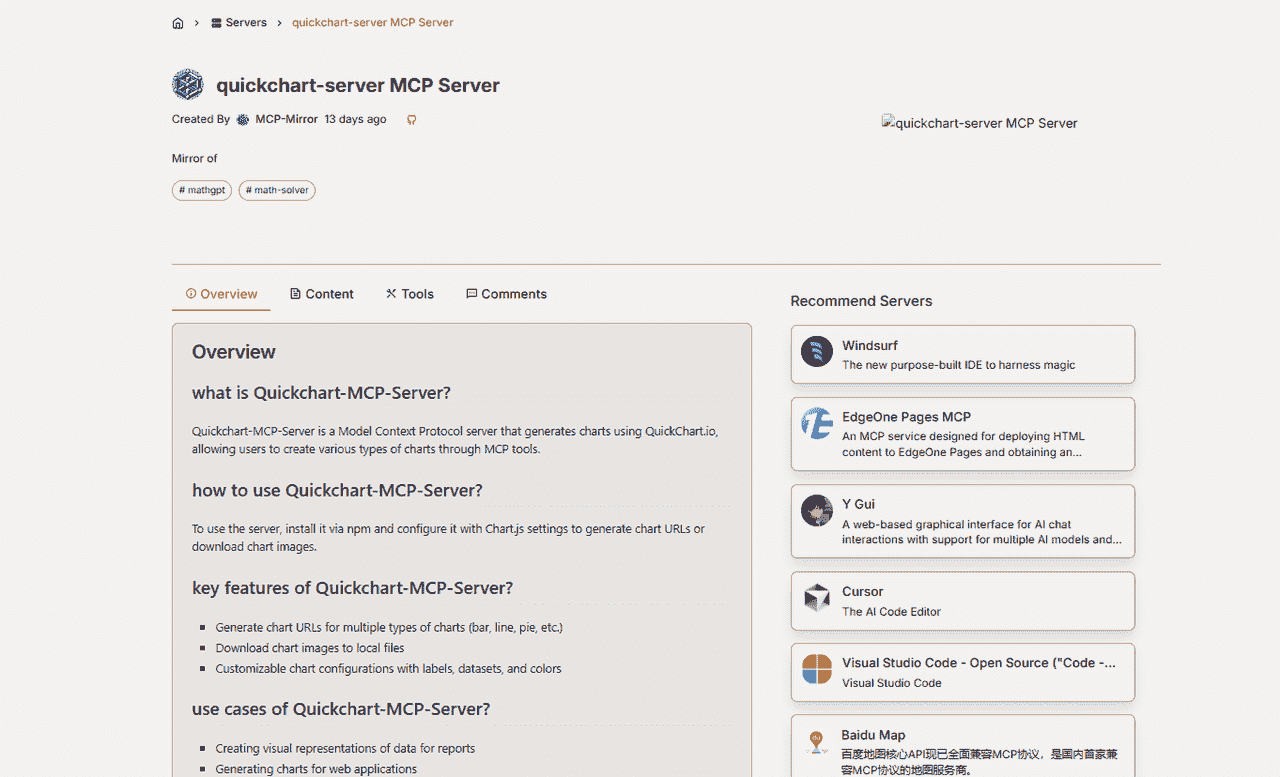 Servers
quickchart-server MCP Server
quickchart-server MCP Server
Created By MCP-Mirror 13 days ago
quickchart-server MCP Server
Mirror of
# mathgpt # math-solver
Overview Content Tools Comments
Overview
what is Quickchart-MCP-Server?
Quickchart-MCP-Server is a Model Context Protocol server that generates charts using QuickChart.io,
allowing users to create various types of charts through MCP tools.
how to use Quickchart-MCP-Server?
To use the server, install it via npm and configure it with Chart.js settings to generate chart URLs or
download chart images.
key features of Quickchart-MCP-Server?
Generate chart URLs for multiple types of charts (bar, line, pie, etc.)
Download chart images to local files
Customizable chart configurations with labels, datasets, and colors
use cases of Quickchart-MCP-Server?
Creating visual representations of data for reports
Generating charts for web applications
Recommend Servers
Windsurf
The new purpose-built IDE to harness magic
EdgeOne Pages MCP
An MCP service designed for deploying HTML
content to EdgeOne Pages and obtaining an...
Y Gui
A web-based graphical interface for AI chat
interactions with support for multiple AI models and...
Cursor
The AI Code Editor
Visual Studio Code - Open Source ("Code -...
Visual Studio Code
Baidu Map
百度地图核心API现已全面兼容MCP协议，是国内首家兼
容MCP协议的地图服务商。